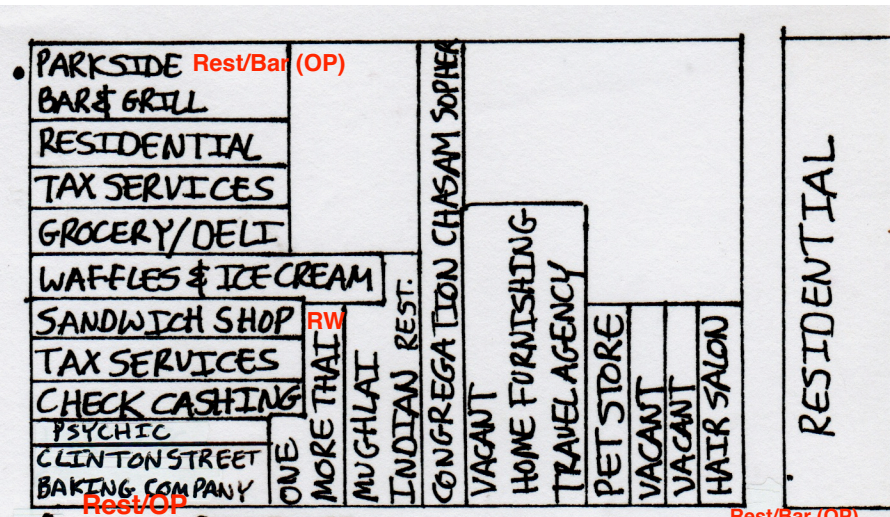 PARKSIDE Rest/Bar (OP)
BAR & GRILL
RESIDENTIAL
TAX SERVICES
GROCERY/DELI
WAFFLES & ICE CREAM
SANDWICH SHOP RW
TAX SERVICES
CHECK CASHING
PSYCHIC
CLINTON STREET
BAKING COMPANY
Rest/OP
ONE
MORE THAI
MUGHLAI
INDIAN REST.
CONGREGATION CHASAM SOPHER
VACANT
HOME FURNISHING
TRAVEL AGENCY
PET STORE
VACANT
VACANT
HAIR SALON
RESIDENTIAL
Rest/Bar (OP)